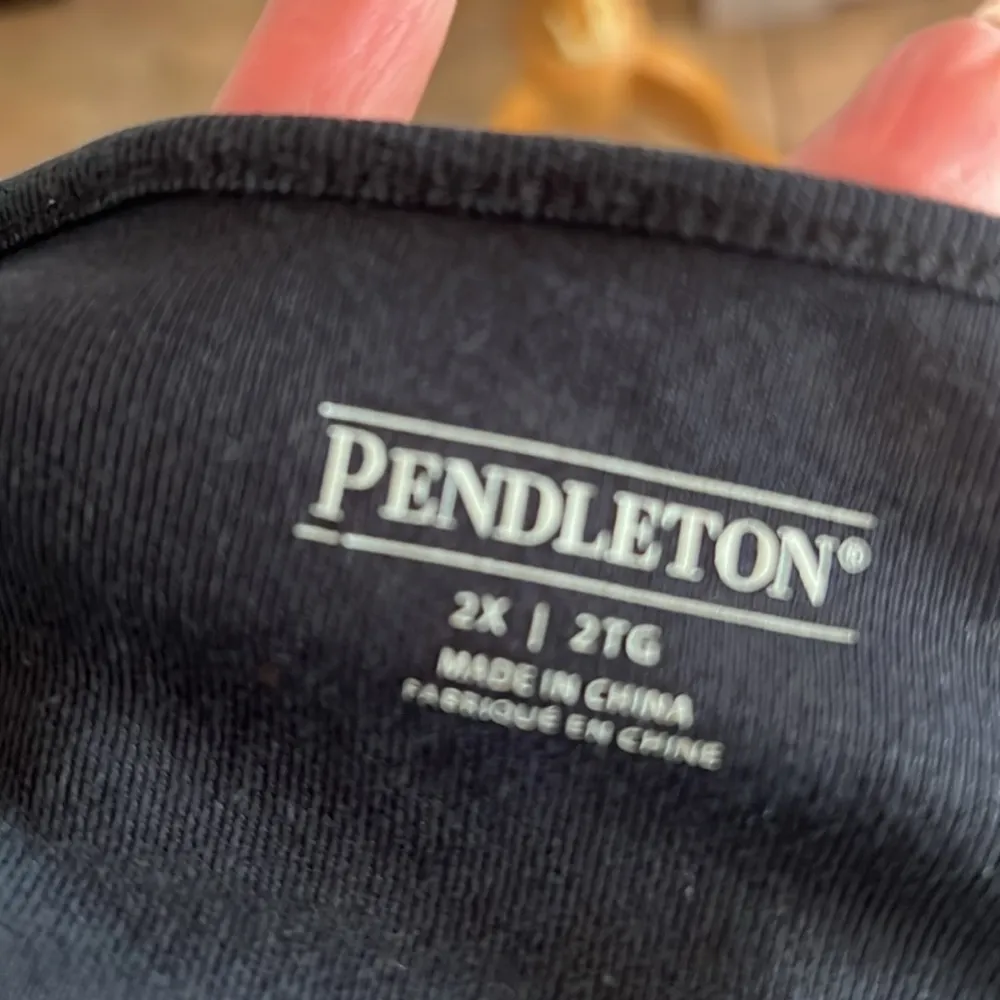 PENDLETON®
2X | 2TG
MADE IN CHINA
FABRIQUÉ EN CHINE